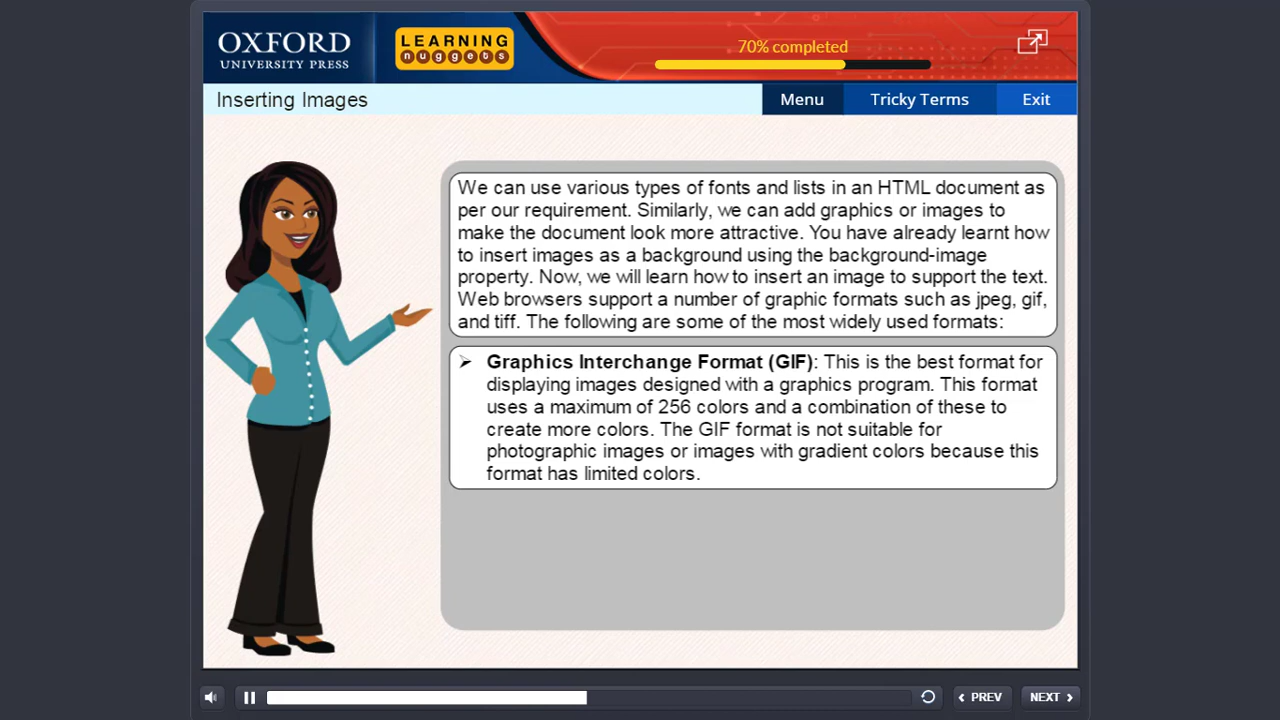 OXFORD
UNIVERSITY PRESS
LEARNING
nuggets
70% completed
Inserting Images
Menu
Tricky Terms
Exit
We can use various types of fonts and lists in an HTML document as
per our requirement. Similarly, we can add graphics or images to
make the document look more attractive. You have already learnt how
to insert images as a background using the background-image
property. Now, we will learn how to insert an image to support the text.
Web browsers support a number of graphic formats such as jpeg, gif,
and tiff. The following are some of the most widely used formats:
➢ Graphics Interchange Format (GIF): This is the best format for
displaying images designed with a graphics program. This format
uses a maximum of 256 colors and a combination of these to
create more colors. The GIF format is not suitable for
photographic images or images with gradient colors because this
format has limited colors.
PREV
NEXT